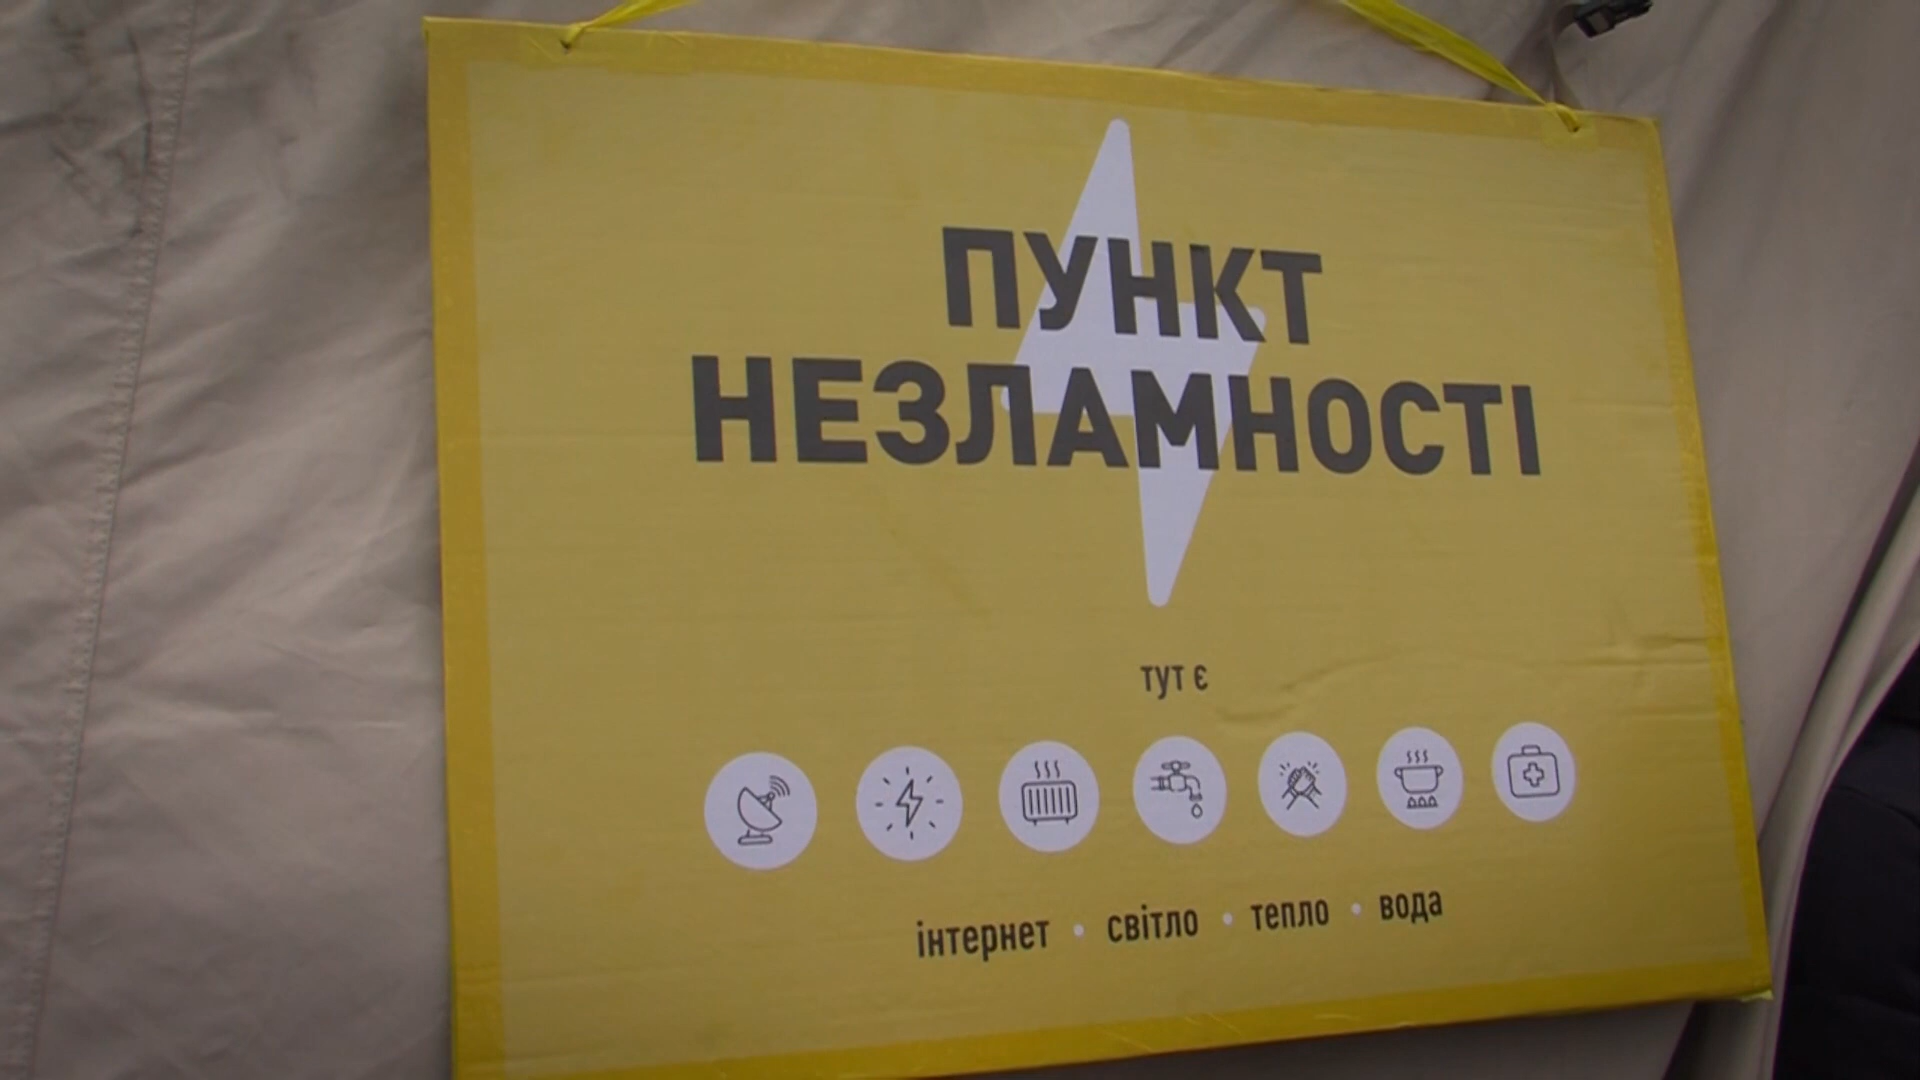 ПУНКТ
НЕЗЛАМНОСТІ
тут є
інтернет • світло • тепло • вода